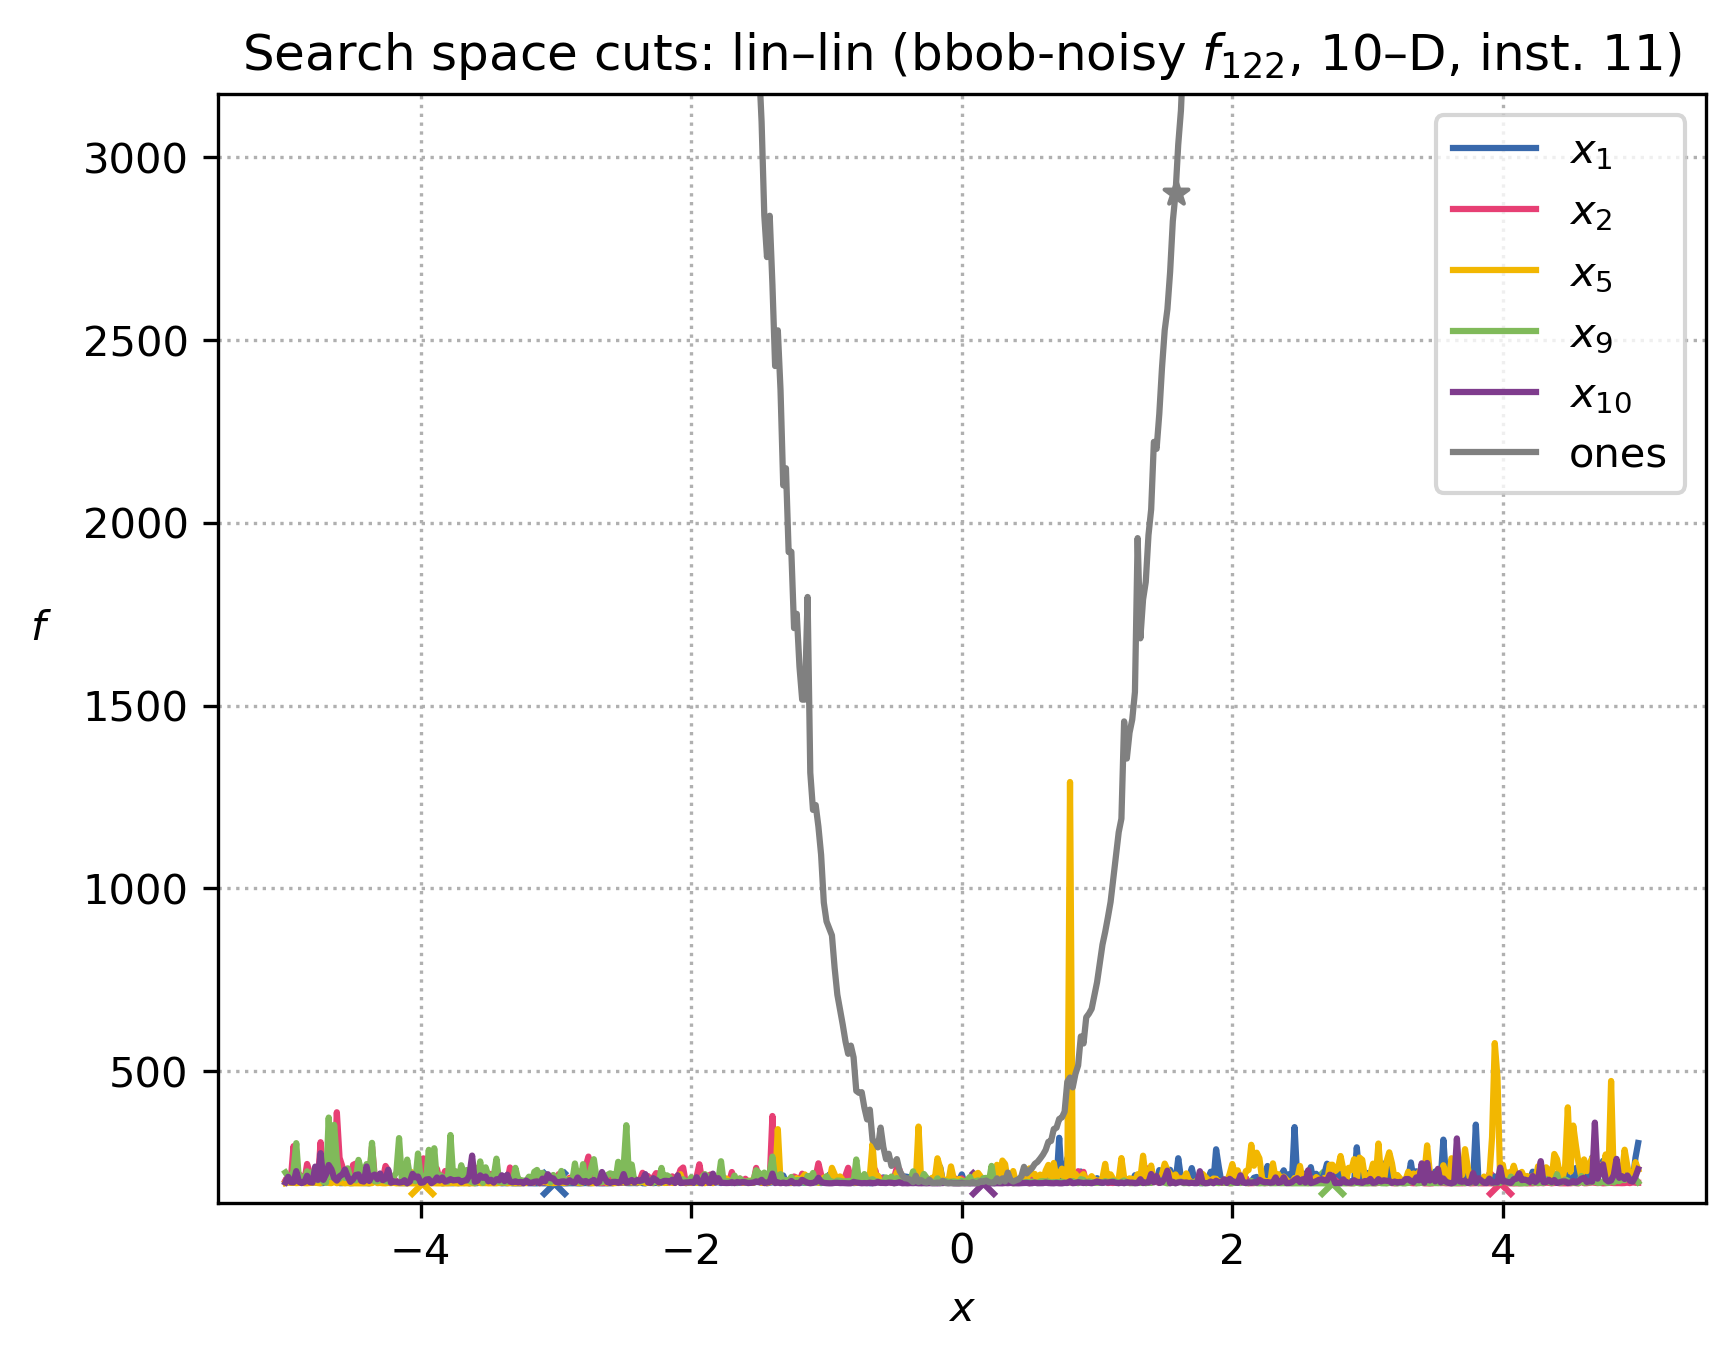 Search space cuts: lin–lin (bbob-noisy f₁₂₂, 10–D, inst. 11)
3000
2500
2000
1500
1000
500
f
−4
−2
0
2
4
x
x₁
x₂
x₅
x₉
x₁₀
ones